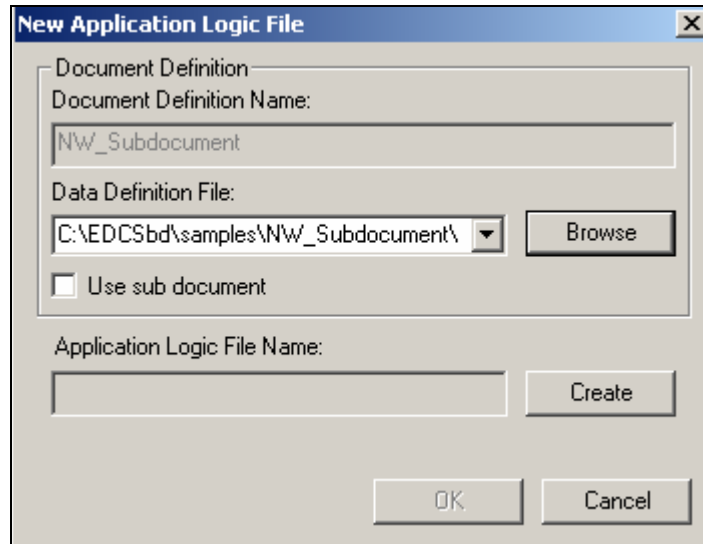 New Application Logic File
Document Definition
Document Definition Name:
NW_Subdocument
Data Definition File:
C:\EDCSbd\samples\NW_Subdocument\
Browse
Use sub document
Application Logic File Name:
Create
OK
Cancel